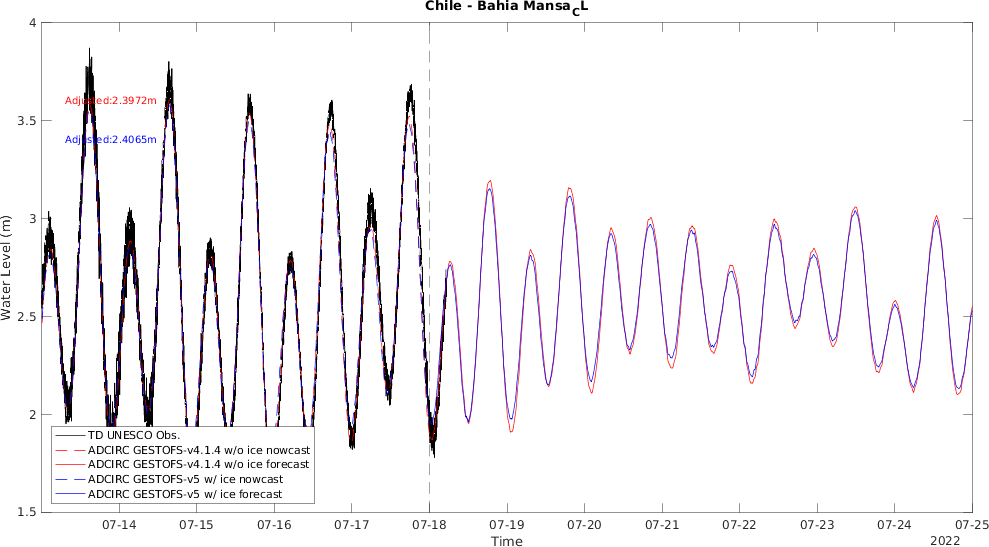 Chile - Bahia Mansa_CL
4
3.5
3
2.5
2
1.5
Water Level (m)
Adjusted:2.3972m
Adjusted:2.4065m
TD UNESCO Obs.
ADCIRC GESTOFS-v4.1.4 w/o ice nowcast
ADCIRC GESTOFS-v4.1.4 w/o ice forecast
ADCIRC GESTOFS-v5 w/ ice nowcast
ADCIRC GESTOFS-v5 w/ ice forecast
07-14 07-15 07-16 07-17 07-18 07-19 07-20 07-21 07-22 07-23 07-24 07-25
Time
2022